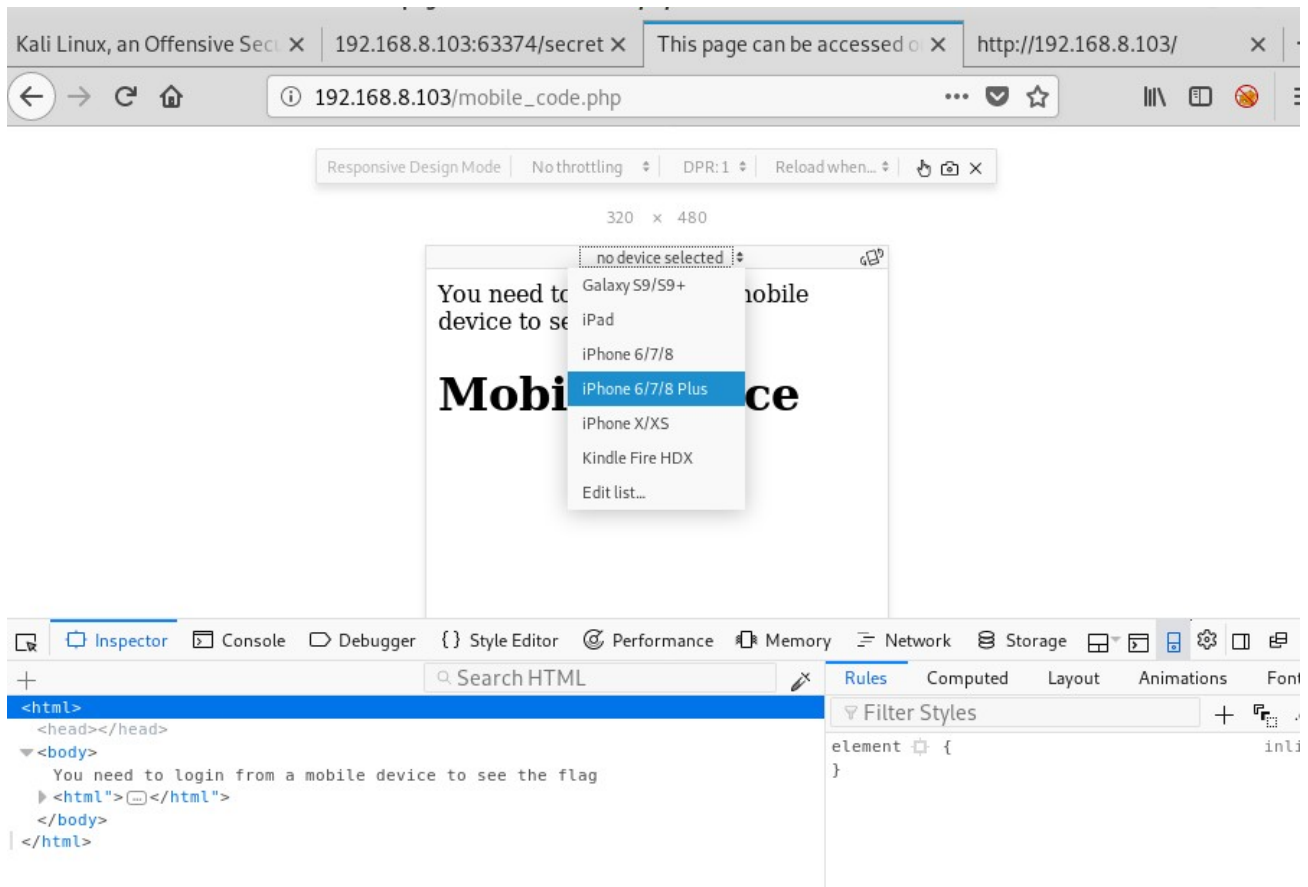 Kali Linux, an Offensive Sec
192.168.8.103:63374/secret
This page can be accessed o
http://192.168.8.103/
192.168.8.103/mobile_code.php
Responsive Design Mode
No throttling
DPR: 1
Reload when...
320 × 480
no device selected
You need to
mobile
device to se
Galaxy S9/S9+
iPad
iPhone 6/7/8
iPhone 6/7/8 Plus
iPhone X/XS
Kindle Fire HDX
Edit list...
Mobi
ce
Inspector
Console
Debugger
{} Style Editor
Performance
Memory
Network
Storage
+
Search HTML
Rules
Computed
Layout
Animations
Font
Filter Styles
+
<html>
<head></head>
<body>
You need to login from a mobile device to see the flag
<html">…</html">
</body>
</html>
element {
inli
}